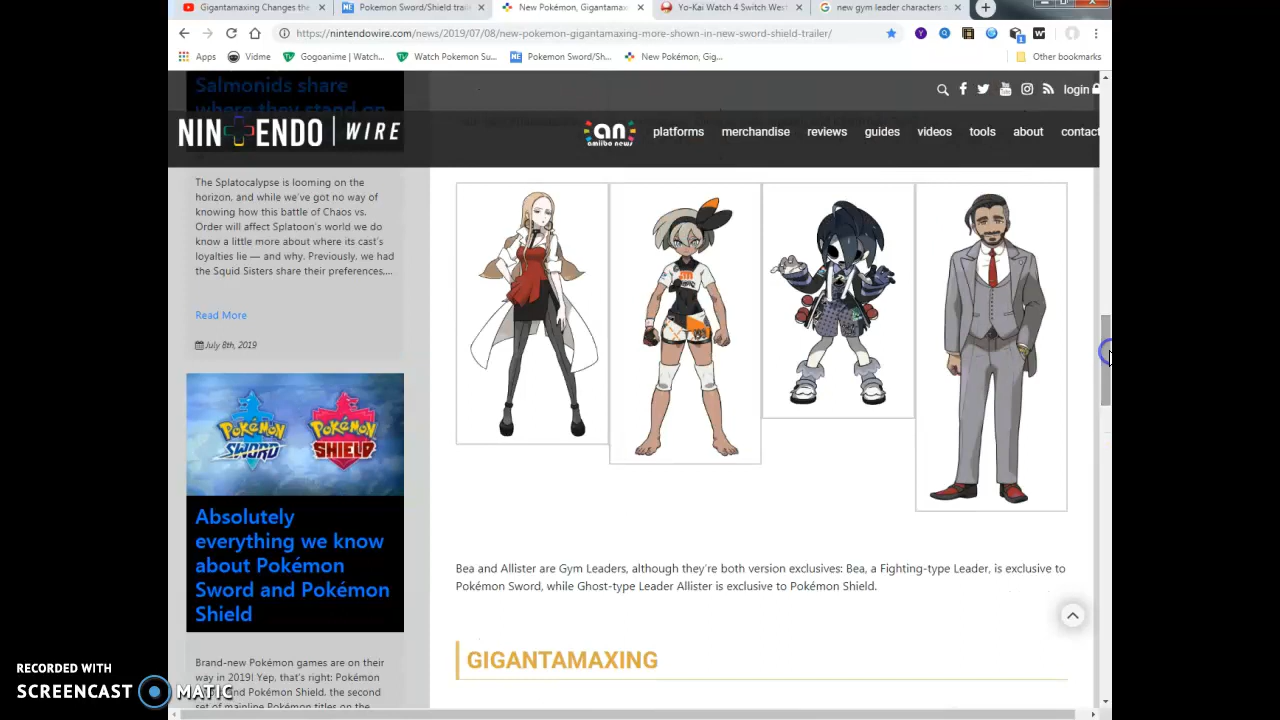 Gigantamaxing Changes the
Pokemon Sword/Shield trail
New Pokémon, Gigantamax
Yo-Kai Watch 4 Switch West
new gym leader characters
https://nintendowire.com/news/2019/07/08/new-pokemon-gigantamaxing-more-shown-in-new-sword-shield-trailer/
Apps
Vidme
Gogoanime | Watch...
Watch Pokemon Su...
Pokemon Sword/Sh...
New Pokémon, Gig...
Other bookmarks
login
Salmonids share
where they stand on
NINTENDO | WIRE
an
amiibo news
platforms
merchandise
reviews
guides
videos
tools
about
contact
The Splatocalypse is looming on the
horizon, and while we've got no way of
knowing how this battle of Chaos vs.
Order will affect Splatoon's world we do
know a little more about where its cast's
loyalties lie — and why. Previously, we had
the Squid Sisters share their preferences,...
Read More
July 8th, 2019
Pokémon
SWORD
Pokémon
SHIELD
Absolutely
everything we know
about Pokémon
Sword and Pokémon
Shield
Brand-new Pokémon games are on their
way in 2019! Yep, that's right: Pokémon
and Pokémon Shield, the second
set of mainline Pokémon titles on the
Bea and Allister are Gym Leaders, although they're both version exclusives: Bea, a Fighting-type Leader, is exclusive to
Pokémon Sword, while Ghost-type Leader Allister is exclusive to Pokémon Shield.
GIGANTAMAXING
RECORDED WITH
SCREENCAST MATIC